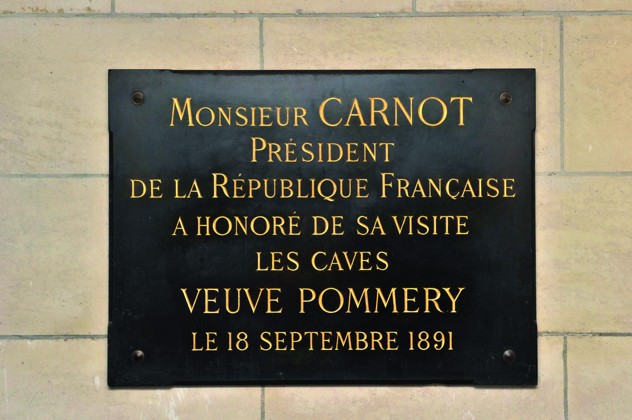 Monsieur CARNOT
Président
de la République Française
a honoré de sa visite
les caves
VEUVE POMMERY
le 18 septembre 1891